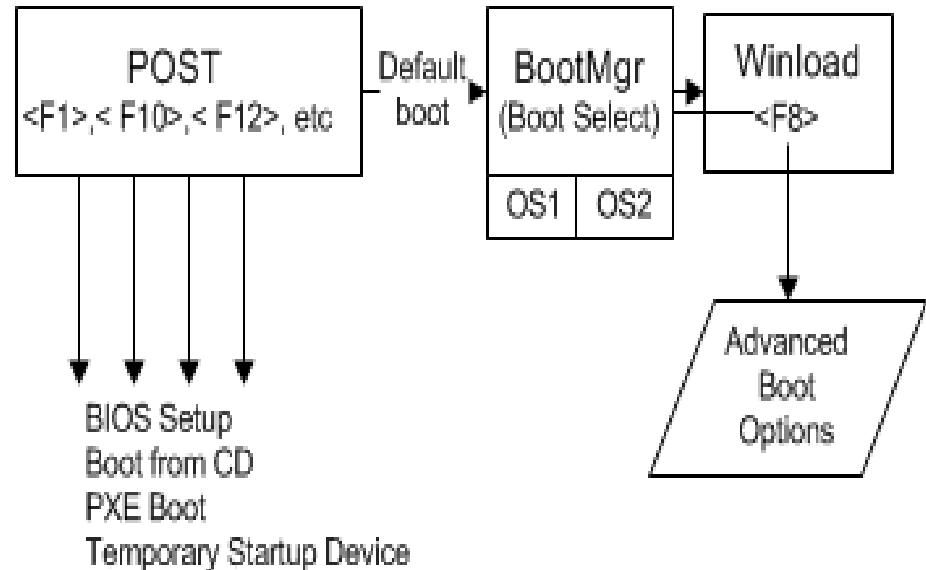 POST
<F1>,< F10>,< F12>, etc
Default
boot
BootMgr
(Boot Select)
OS1
OS2
Winload
<F8>
Advanced
Boot
Options
BIOS Setup
Boot from CD
PXE Boot
Temporary Startup Device